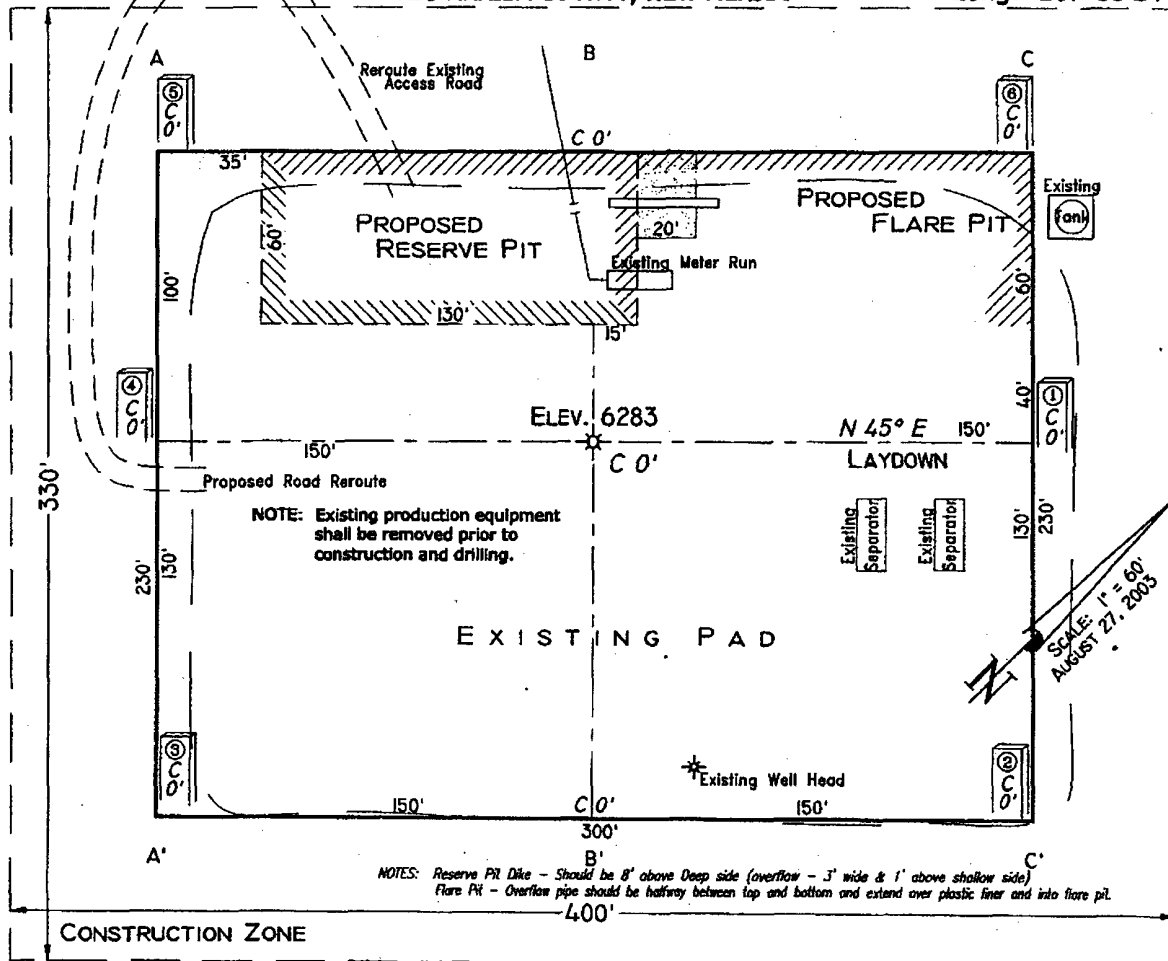 A
B
C
Reroute Existing
Access Road
⑤
C
0'
⑥
C
0'
C 0'
35'
Existing
Tank
PROPOSED
RESERVE PIT
PROPOSED
FLARE PIT
60'
20'
Existing Meter Run
100'
60'
130'
15'
④
C
0'
①
C
0'
40'
ELEV. 6283
N 45° E
150'
150'
C 0'
LAYDOWN
Proposed Road Reroute
330'
NOTE: Existing production equipment
shall be removed prior to
construction and drilling.
Existing
Separator
Existing
Separator
130'
230'
230'
130'
SCALE: 1" = 60'
AUGUST 27, 2003
N
EXISTING PAD
③
C
0'
②
C
0'
Existing Well Head
150'
C 0'
150'
300'
A'
B'
C'
NOTES: Reserve Pit Dike - Should be 8' above Deep side (overflow - 3' wide & 1' above shallow side)
Flare Pit - Overflow pipe should be halfway between top and bottom and extend over plastic liner and into flare pit.
400'
CONSTRUCTION ZONE